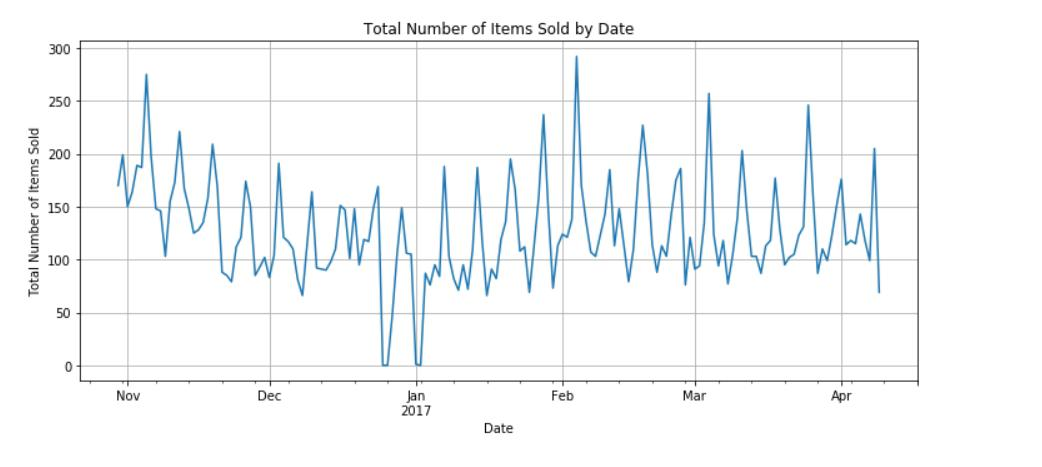 Total Number of Items Sold by Date
Total Number of Items Sold
300
250
200
150
100
50
0
Nov Dec Jan Feb Mar Apr
2017
Date